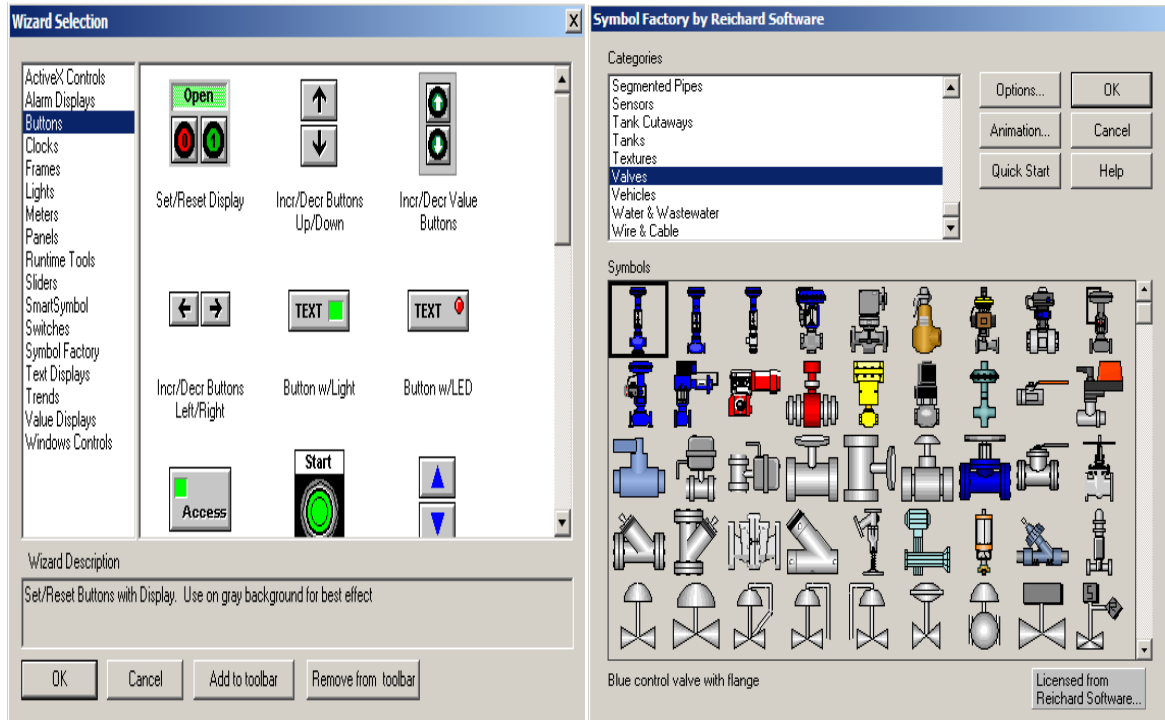 Wizard Selection
X
ActiveX Controls
Alarm Displays
Buttons
Clocks
Frames
Lights
Meters
Panels
Runtime Tools
Sliders
SmartSymbol
Switches
Symbol Factory
Text Displays
Trends
Value Displays
Windows Controls
Open
0 1
Set/Reset Display
Incr/Decr Buttons
Up/Down
Incr/Decr Value
Buttons
Incr/Decr Buttons
Left/Right
TEXT
Button w/Light
TEXT
Button w/LED
Access
Start
Wizard Description
Set/Reset Buttons with Display. Use on gray background for best effect
OK
Cancel
Add to toolbar
Remove from toolbar
Symbol Factory by Reichard Software
Categories
Segmented Pipes
Sensors
Tank Cutaways
Tanks
Textures
Valves
Vehicles
Water & Wastewater
Wire & Cable
Options...
OK
Animation...
Cancel
Quick Start
Help
Symbols
S
Blue control valve with flange
Licensed from
Reichard Software...